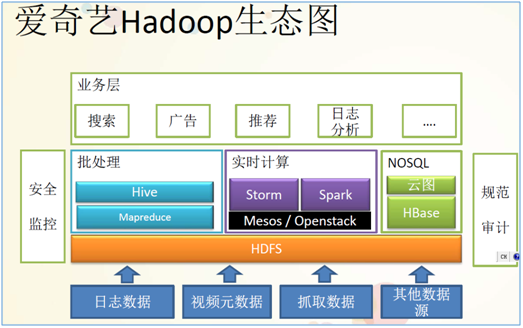 爱奇艺Hadoop生态图
业务层
搜索
广告
推荐
日志
分析
....
安全
监控
批处理
Hive
Mapreduce
实时计算
Storm
Spark
Mesos / Openstack
NOSQL
云图
HBase
规范
审计
HDFS
日志数据
视频元数据
抓取数据
其他数据
源
CH